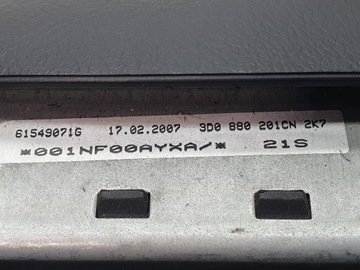 61549071G 17.02.2007 3D0 880 201CN 2K7
*001NF00AYXA/* 21S